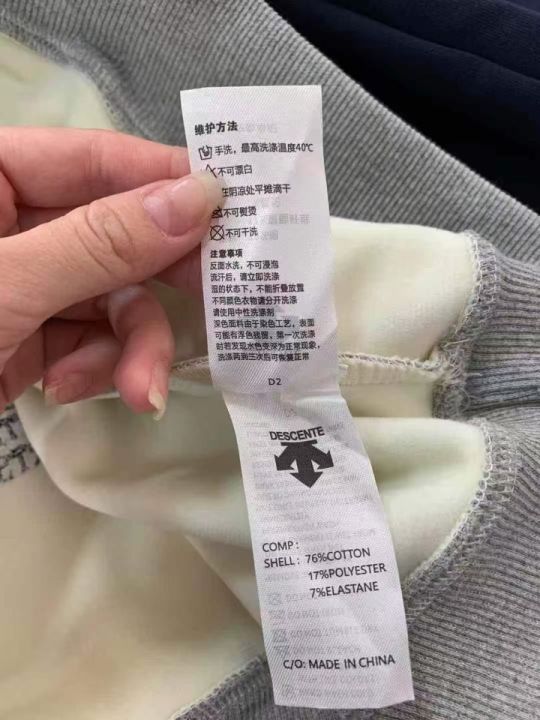 维护方法
手洗，最高洗涤温度40℃
不可漂白
在阴凉处平摊滴干
不可熨烫
不可干洗
注意事项
反面水洗，不可浸泡
流汗后，请立即洗涤
湿的状态下，不能折叠放置
不同颜色衣物请分开洗涤
请使用中性洗涤剂
深色面料由于染色工艺，表面
可能有浮色残留，第一次洗涤
时若发现水色变深为正常现象，
洗涤两到三次后可恢复正常
D2
DESCENTE
COMP：
SHELL：76%COTTON
17%POLYESTER
7%ELASTANE
C/O: MADE IN CHINA